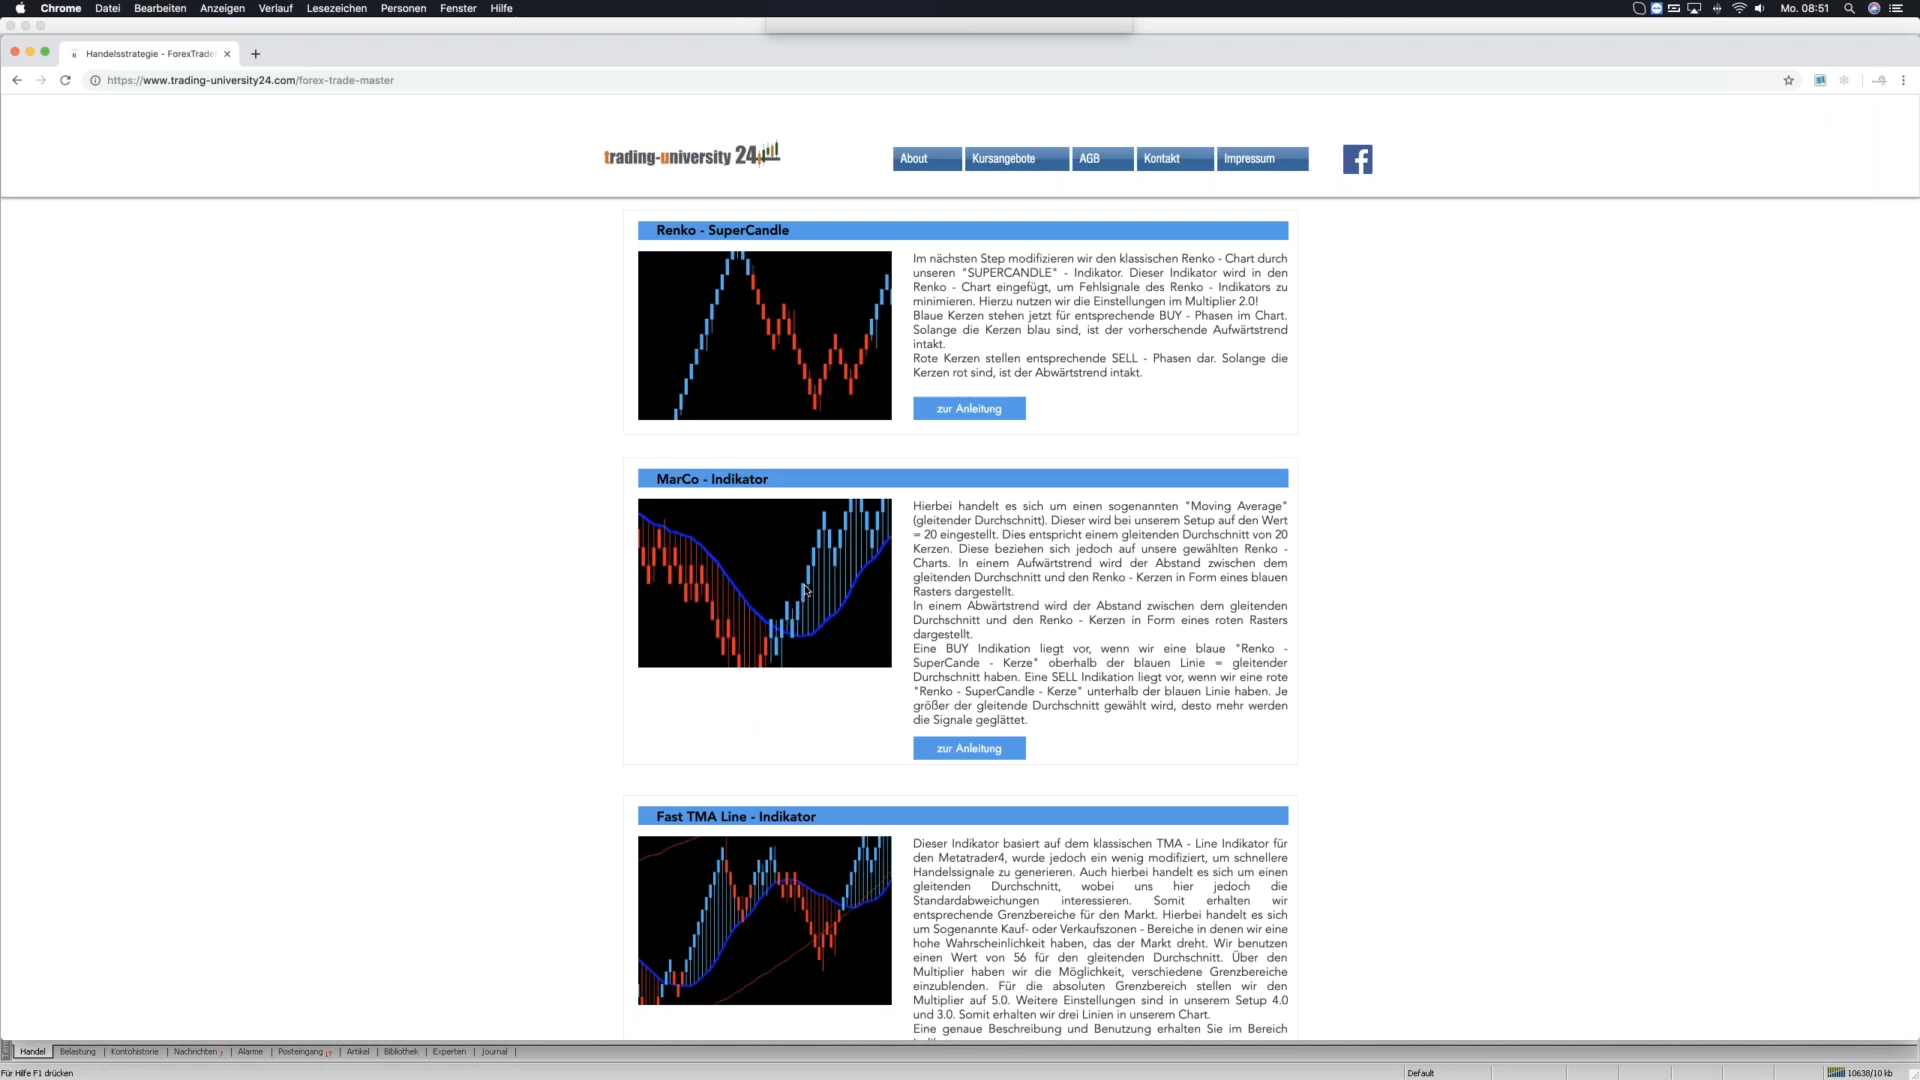 Chrome Datei Bearbeiten Anzeigen Verlauf Lesezeichen Personen Fenster Hilfe
Mo. 08:51
Handelsstrategie - ForexTrade
https://www.trading-university24.com/forex-trade-master
trading-university 24
About Kursangebote AGB Kontakt Impressum
Renko - SuperCandle
Im nächsten Step modifizieren wir den klassischen Renko - Chart durch
unseren "SUPERCANDLE" - Indikator. Dieser Indikator wird in den
Renko - Chart eingefügt, um Fehlsignale des Renko - Indikators zu
minimieren. Hierzu nutzen wir die Einstellungen im Multiplier 2.0!
Blaue Kerzen stehen jetzt für entsprechende BUY - Phasen im Chart.
Solange die Kerzen blau sind, ist der vorherschende Aufwärtstrend
intakt.
Rote Kerzen stellen entsprechende SELL - Phasen dar. Solange die
Kerzen rot sind, ist der Abwärtstrend intakt.
zur Anleitung
MarCo - Indikator
Hierbei handelt es sich um einen sogenannten "Moving Average"
(gleitender Durchschnitt). Dieser wird bei unserem Setup auf den Wert
= 20 eingestellt. Dies entspricht einem gleitenden Durchschnitt von 20
Kerzen. Diese beziehen sich jedoch auf unsere gewählten Renko -
Charts. In einem Aufwärtstrend wird der Abstand zwischen dem
gleitenden Durchschnitt und den Renko - Kerzen in Form eines blauen
Rasters dargestellt.
In einem Abwärtstrend wird der Abstand zwischen dem gleitenden
Durchschnitt und den Renko - Kerzen in Form eines roten Rasters
dargestellt.
Eine BUY Indikation liegt vor, wenn wir eine blaue "Renko -
SuperCande - Kerze" oberhalb der blauen Linie = gleitender
Durchschnitt haben. Eine SELL Indikation liegt vor, wenn wir eine rote
"Renko - SuperCandle - Kerze" unterhalb der blauen Linie haben. Je
größer der gleitende Durchschnitt gewählt wird, desto mehr werden
die Signale geglättet.
zur Anleitung
Fast TMA Line - Indikator
Dieser Indikator basiert auf dem klassischen TMA - Line Indikator für
den Metatrader4, wurde jedoch ein wenig modifiziert, um schnellere
Handelssignale zu generieren. Auch hierbei handelt es sich um einen
gleitenden Durchschnitt, wobei uns hier jedoch die
Standardabweichungen interessieren. Somit erhalten wir
entsprechende Grenzbereiche für den Markt. Hierbei handelt es sich
um Sogenannte Kauf- oder Verkaufszonen - Bereiche in denen wir eine
hohe Wahrscheinlichkeit haben, das der Markt dreht. Wir benutzen
einen Wert von 56 für den gleitenden Durchschnitt. Über den
Multiplier haben wir die Möglichkeit, verschiedene Grenzbereiche
einzublenden. Für die absoluten Grenzbereich stellen wir den
Multiplier auf 5.0. Weitere Einstellungen sind in unserem Setup 4.0
und 3.0. Somit erhalten wir drei Linien in unserem Chart.
Eine genaue Beschreibung und Benutzung erhalten Sie im Bereich
Handel | Belastung | Kontohistorie | Nachrichten 7 | Alarme | Posteingang 17 | Artikel | Bibliothek | Experten | Journal |
Für Hilfe F1 drücken
Default
10638/10 kb